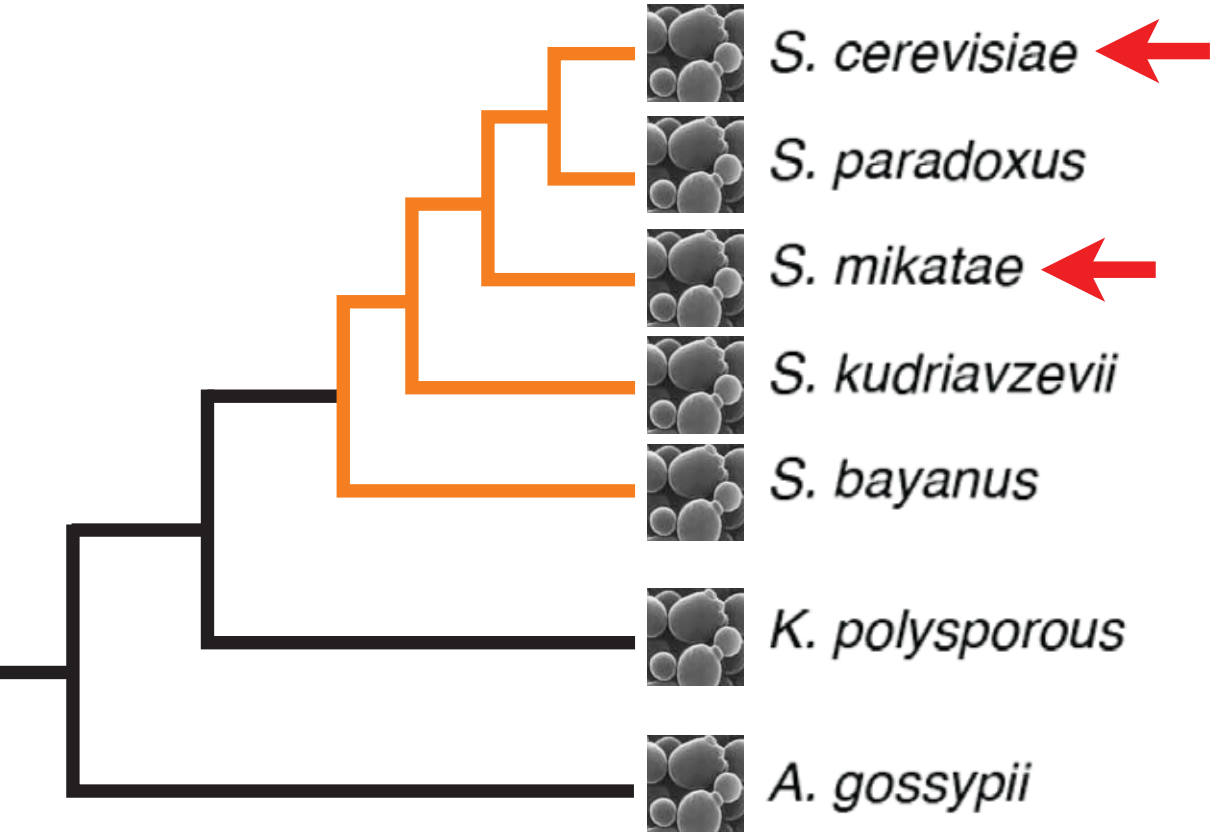 S. cerevisiae
S. paradoxus
S. mikatae
S. kudriavzevii
S. bayanus
K. polysporous
A. gossypii